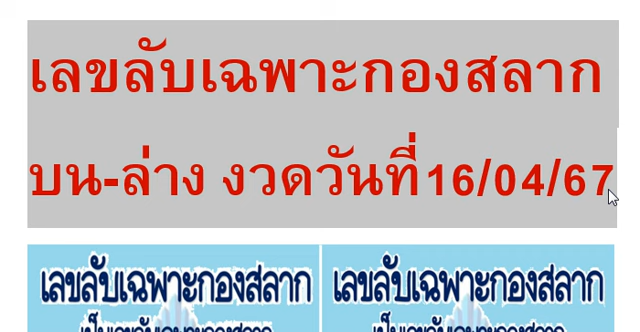 เลขลับเฉพาะกองสลาก
บน-ล่าง งวดวันที่16/04/67
เลขลับเฉพาะกองสลาก เลขลับเฉพาะกองสลาก